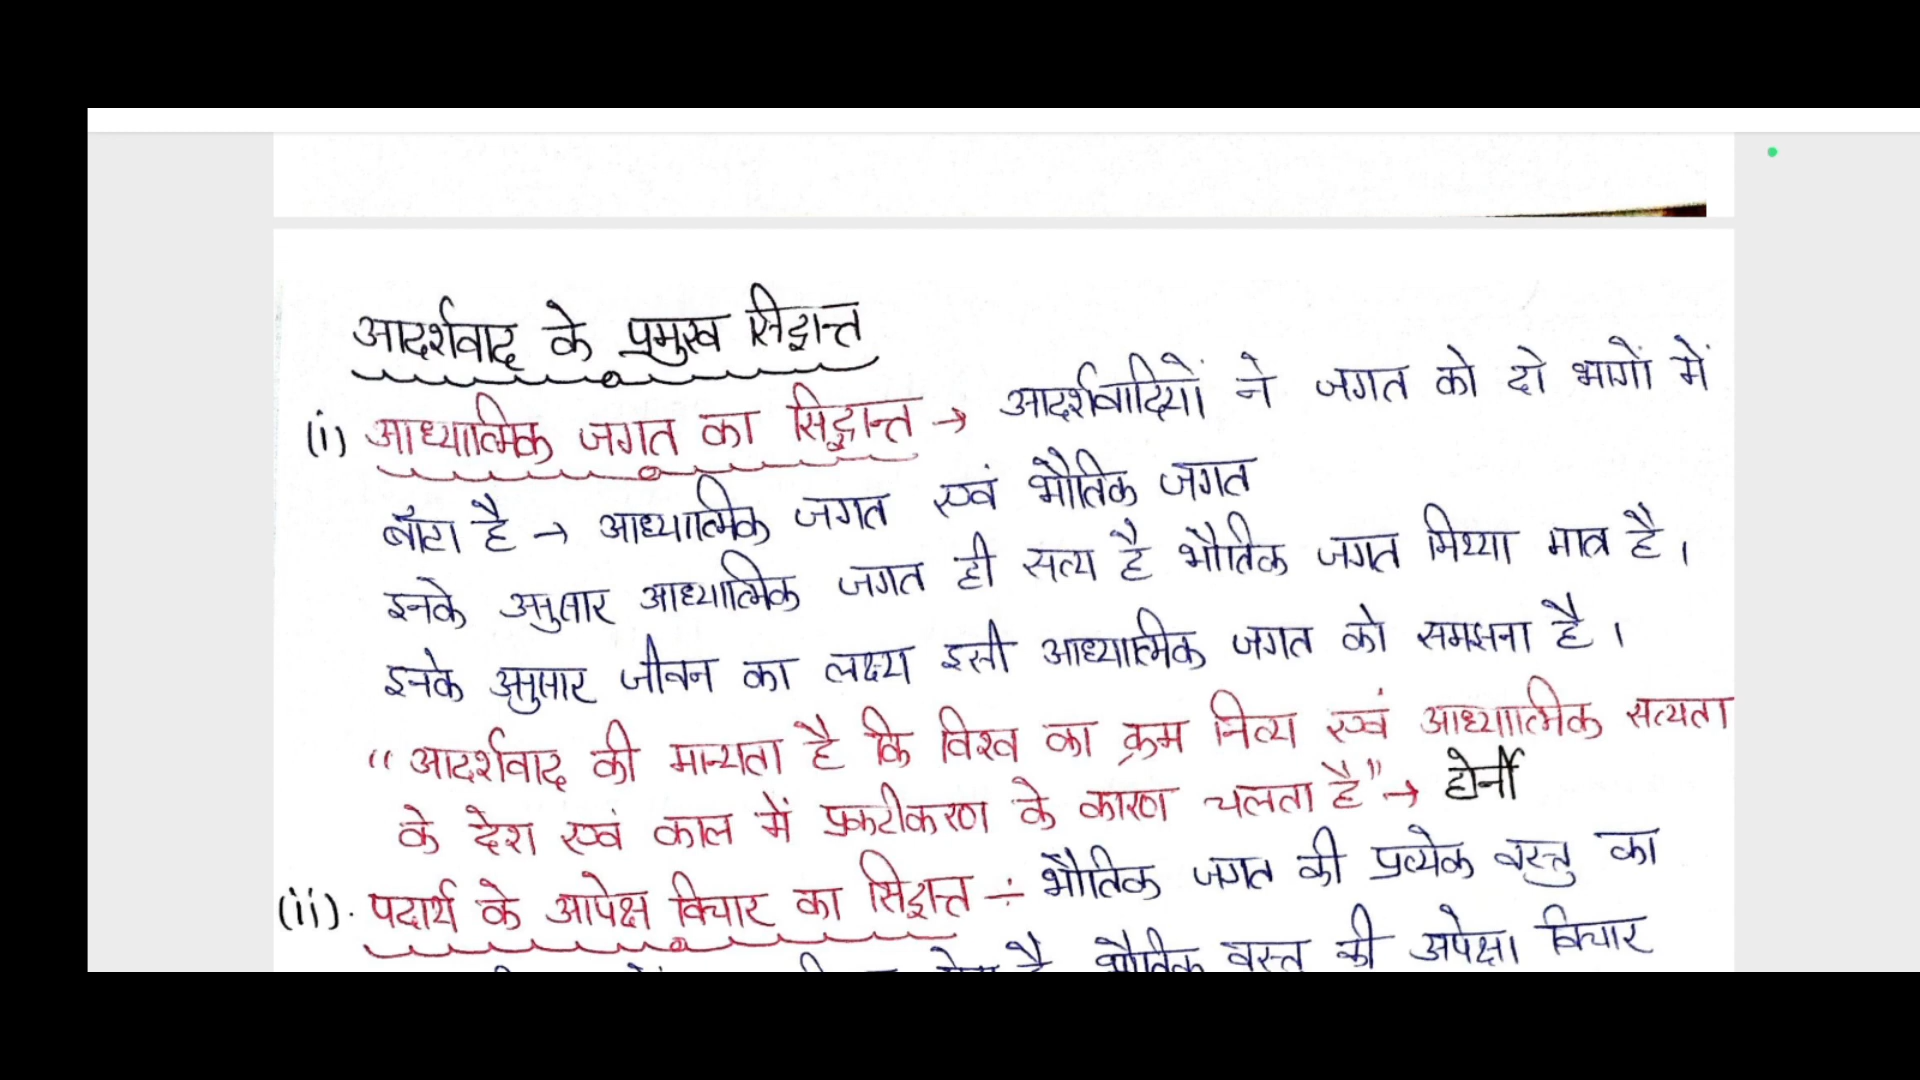 आदर्शवाद के प्रमुख सिद्धान्त
(i) आध्यात्मिक जगत का सिद्धान्त → आदर्शवादियों ने जगत को दो भागों में
बाँटा है → आध्यात्मिक जगत एवं भौतिक जगत
इनके अनुसार आध्यात्मिक जगत ही सत्य है भौतिक जगत मिथ्या मात्र है।
इनके अनुसार जीवन का लक्ष्य इसी आध्यात्मिक जगत को समझना है।
“आदर्शवाद की मान्यता है कि विश्व का क्रम नित्य एवं आध्यात्मिक सत्यता
के देश एवं काल में प्रकटीकरण के कारण चलता है” → होर्नी
(ii). पदार्थ के आपेक्ष विचार का सिद्धान्त ÷ भौतिक जगत की प्रत्येक वस्तु का
है भौतिक वस्तु की अपेक्षा विचार